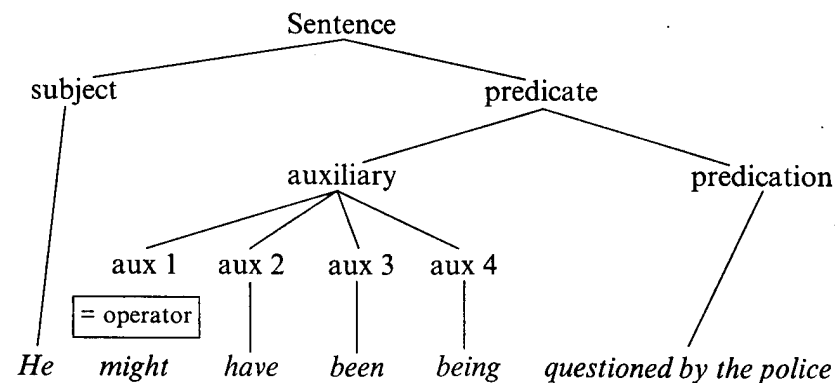 Sentence
subject predicate
auxiliary predication
aux 1 aux 2 aux 3 aux 4
= operator
He might have been being questioned by the police